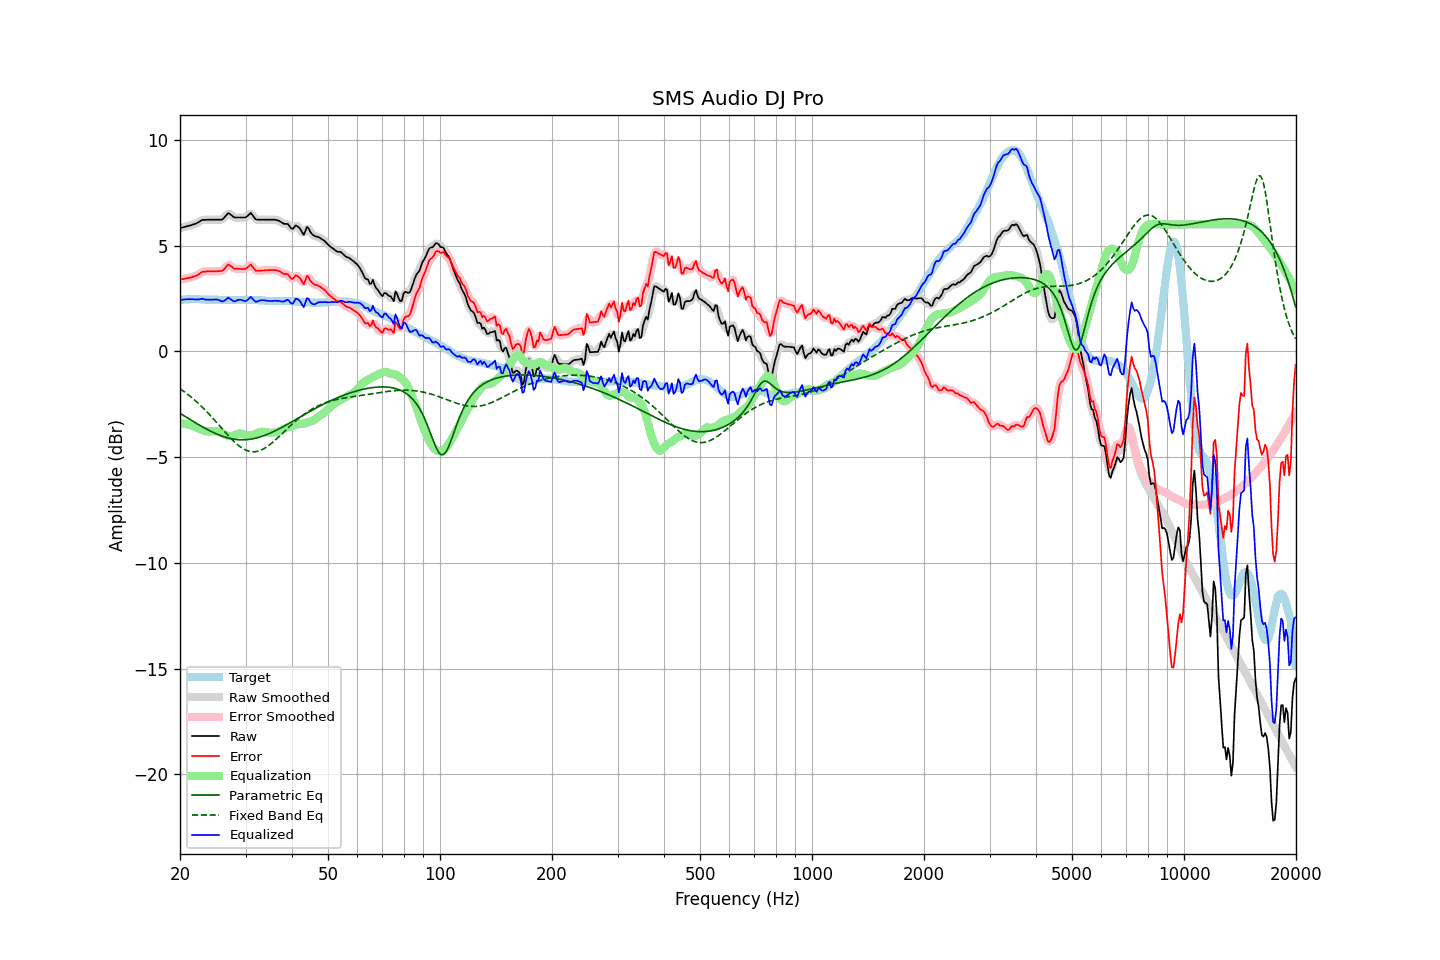 SMS Audio DJ Pro
10
5
0
−5
−10
−15
−20
Amplitude (dBr)
Target
Raw Smoothed
Error Smoothed
Raw
Error
Equalization
Parametric Eq
Fixed Band Eq
Equalized
20 50 100 200 500 1000 2000 5000 10000 20000
Frequency (Hz)